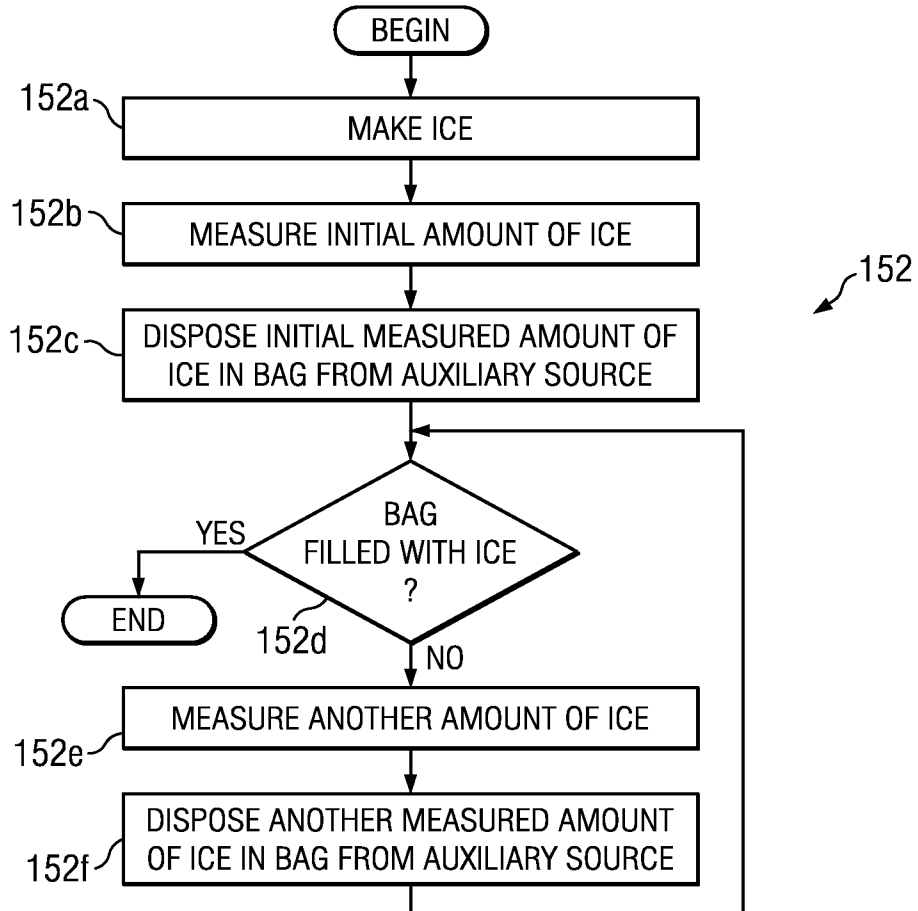 BEGIN
152a
MAKE ICE
152b
MEASURE INITIAL AMOUNT OF ICE
152
152c
DISPOSE INITIAL MEASURED AMOUNT OF
ICE IN BAG FROM AUXILIARY SOURCE
BAG
FILLED WITH ICE
?
YES
END
152d
NO
MEASURE ANOTHER AMOUNT OF ICE
152e
DISPOSE ANOTHER MEASURED AMOUNT
OF ICE IN BAG FROM AUXILIARY SOURCE
152f